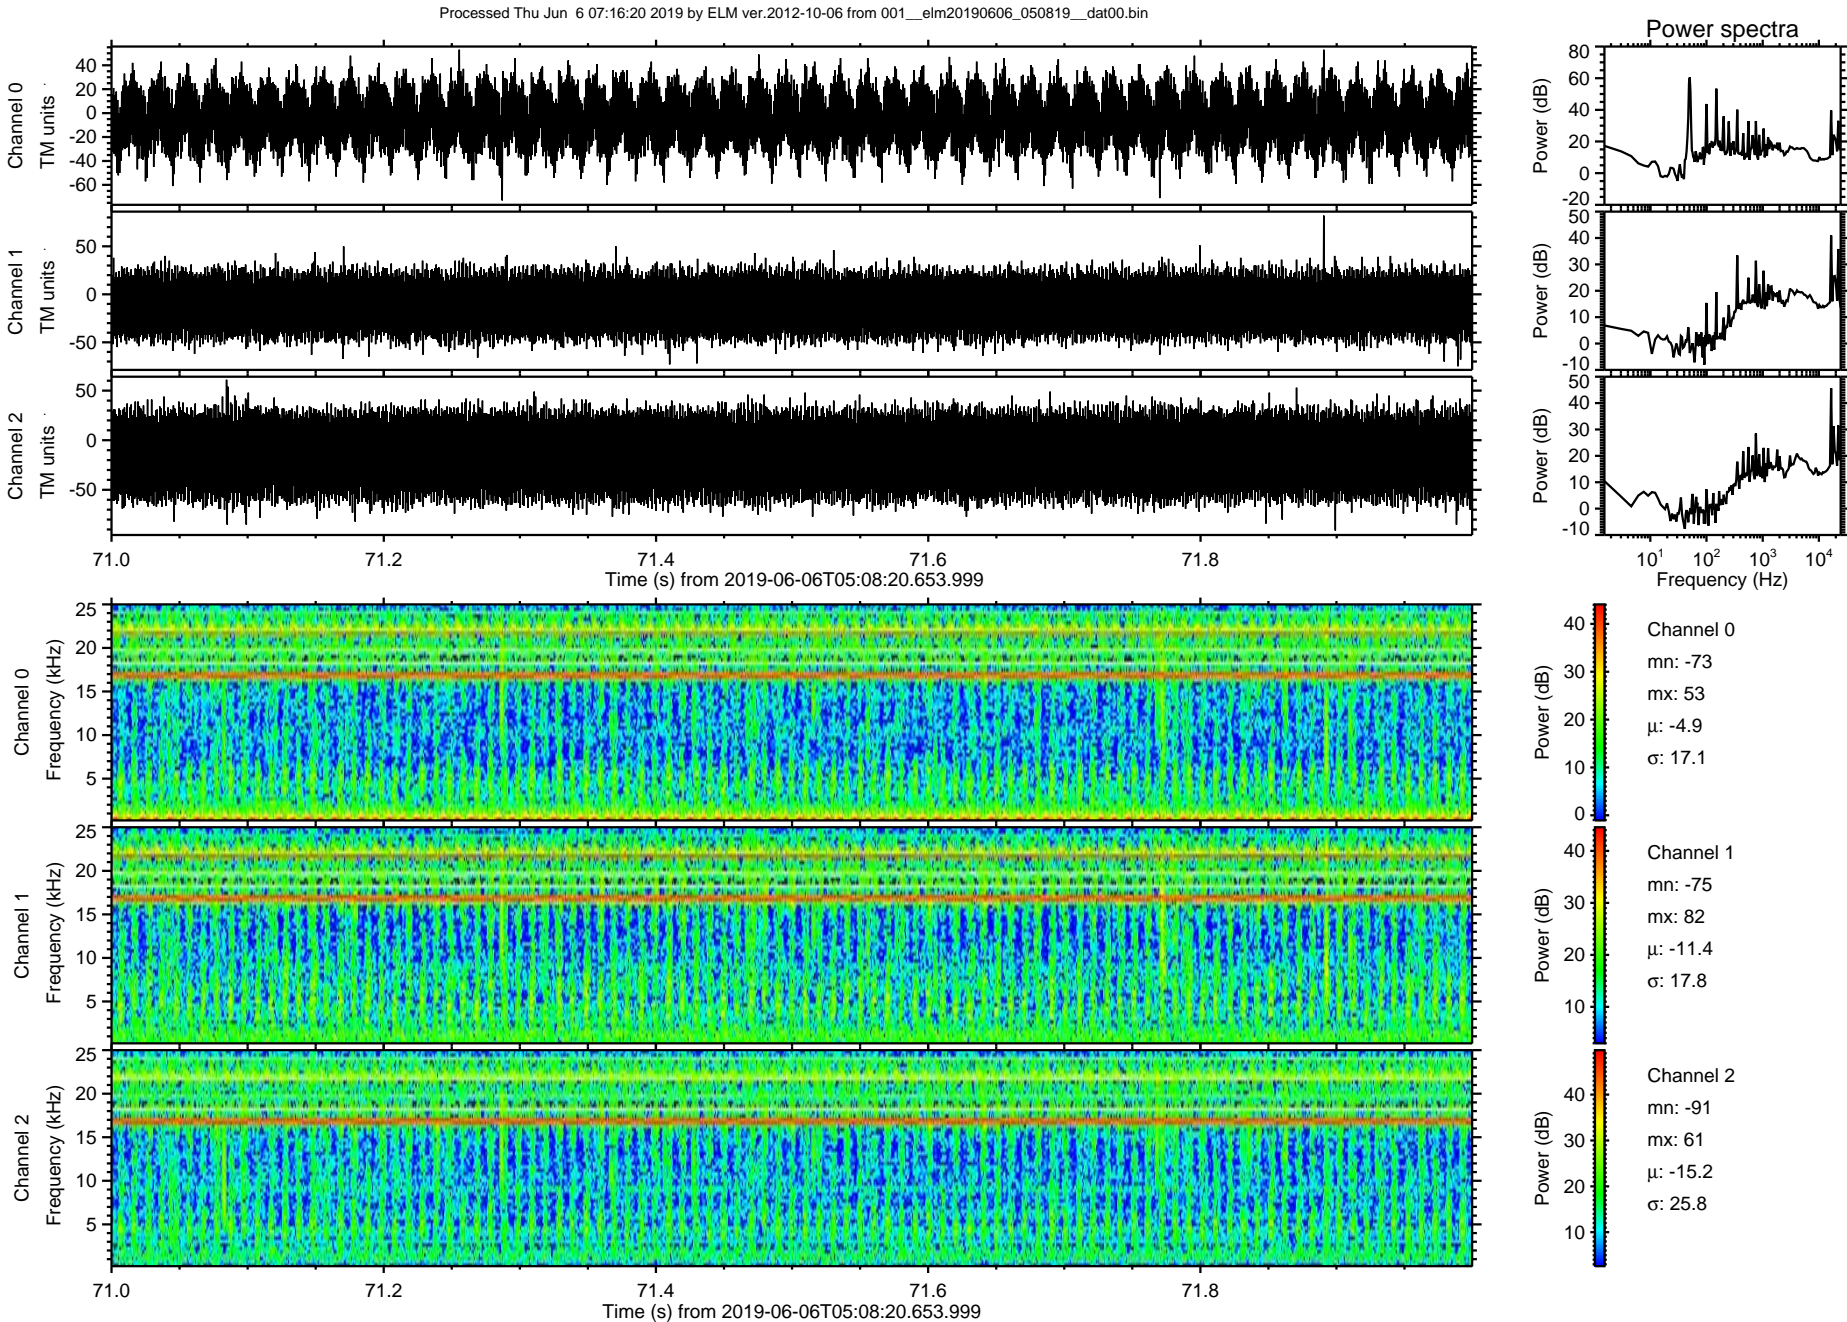 Processed Thu Jun  6 07:16:20 2019 by ELM ver.2012-10-06 from 001__elm20190606_050819__dat00.bin
Power spectra
Channel 0
TM units
40
20
0
-20
-40
-60
Power (dB)
80
60
40
20
0
-20
Channel 1
TM units
50
0
-50
Power (dB)
50
40
30
20
10
0
-10
Channel 2
TM units
50
0
-50
Power (dB)
50
40
30
20
10
0
-10
71.0 71.2 71.4 71.6 71.8
Time (s) from 2019-06-06T05:08:20.653.999
10^1 10^2 10^3 10^4
Frequency (Hz)
Channel 0
Frequency (kHz)
25
20
15
10
5
Power (dB)
40
30
20
10
0
Channel 0
mn: -73
mx: 53
μ: -4.9
σ: 17.1
Channel 1
Frequency (kHz)
25
20
15
10
5
Power (dB)
40
30
20
10
Channel 1
mn: -75
mx: 82
μ: -11.4
σ: 17.8
Channel 2
Frequency (kHz)
25
20
15
10
5
Power (dB)
40
30
20
10
Channel 2
mn: -91
mx: 61
μ: -15.2
σ: 25.8
71.0 71.2 71.4 71.6 71.8
Time (s) from 2019-06-06T05:08:20.653.999